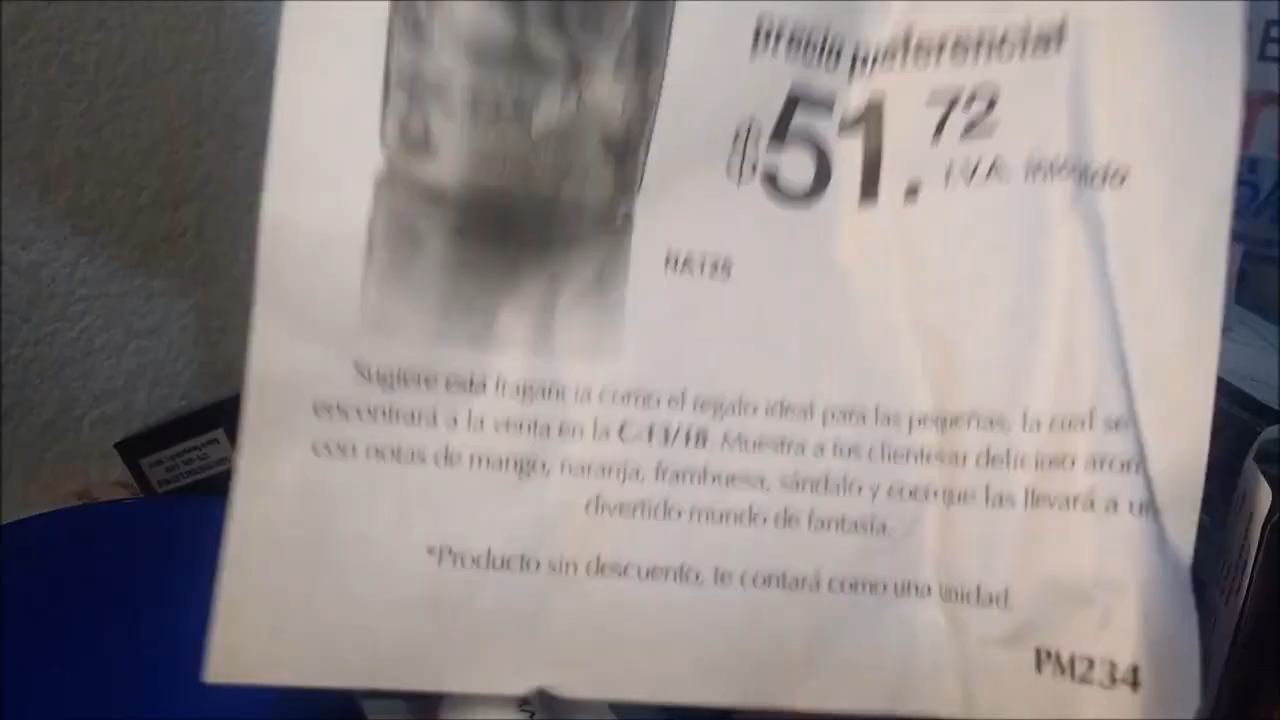 precio preferencial
$51.72
I.V.A. incluido
Sugiere esta fragancia como el regalo ideal para las pequeñas, la cual se
encontrará a la venta en la C-13/18. Muestra a tus clientes su delicioso
con notas de mango, naranja, frambuesa, sándalo y coco que las llevará a un
divertido mundo de fantasía.
*Producto sin descuento, te contará como una unidad.
PM234